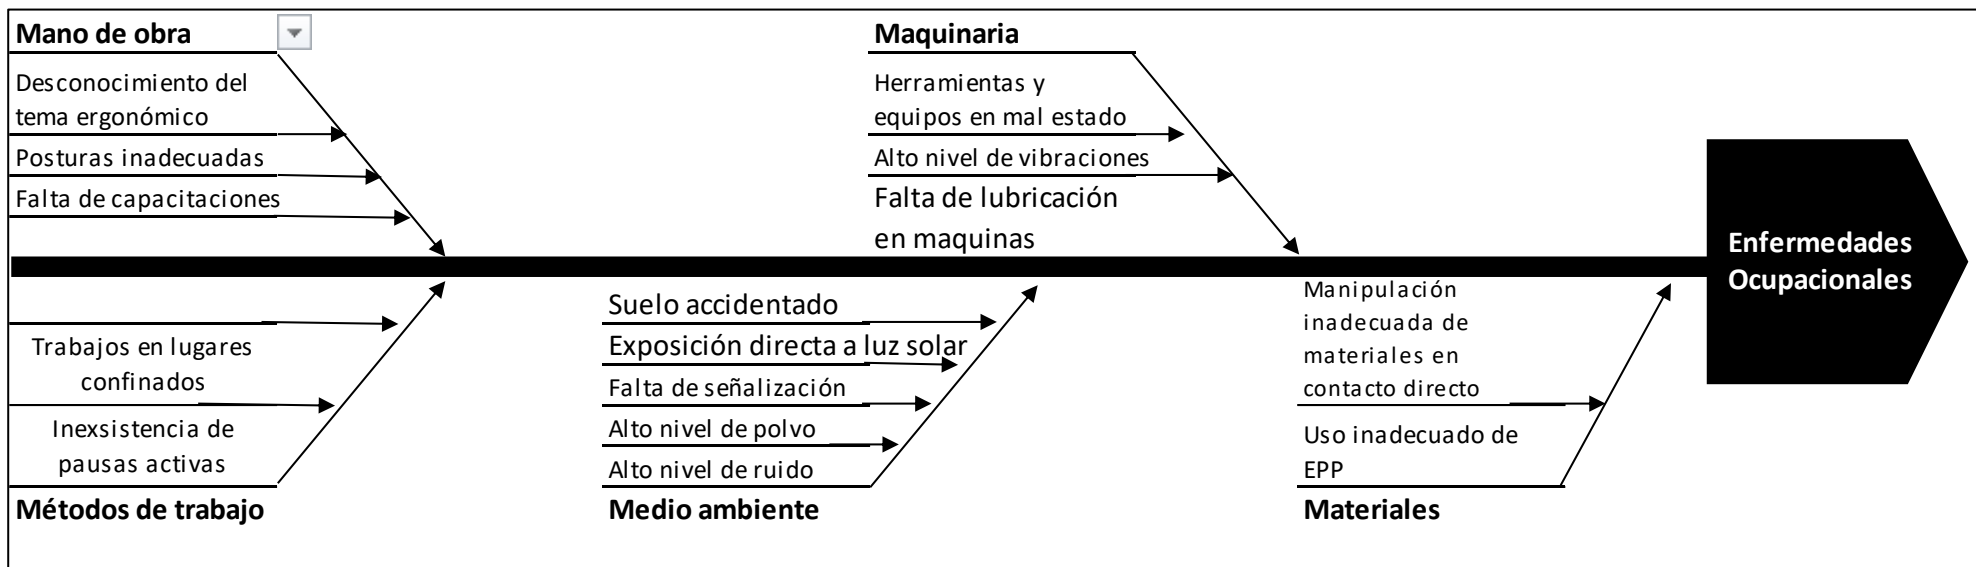 Mano de obra
Desconocimiento del
tema ergonómico
Posturas inadecuadas
Falta de capacitaciones
Maquinaria
Herramientas y
equipos en mal estado
Alto nivel de vibraciones
Falta de lubricación
en maquinas
Enfermedades
Ocupacionales
Trabajos en lugares
confinados
Inexsistencia de
pausas activas
Métodos de trabajo
Suelo accidentado
Exposición directa a luz solar
Falta de señalización
Alto nivel de polvo
Alto nivel de ruido
Medio ambiente
Manipulación
inadecuada de
materiales en
contacto directo
Uso inadecuado de
EPP
Materiales